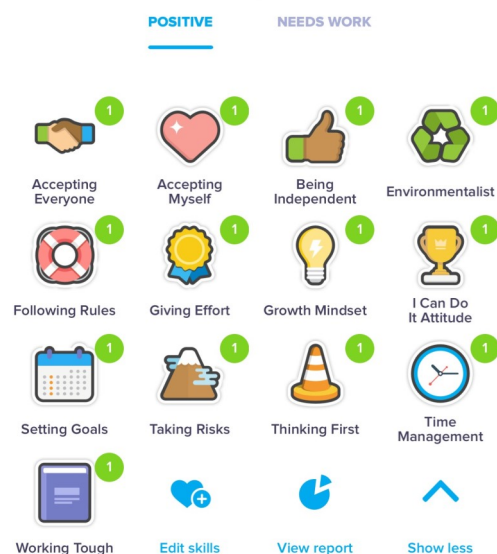 POSITIVE NEEDS WORK
1 1 1 1
Accepting Everyone
Accepting Myself
Being Independent
Environmentalist
1 1 1 1
Following Rules
Giving Effort
Growth Mindset
I Can Do It Attitude
1 1 1 1
Setting Goals
Taking Risks
Thinking First
Time Management
1
Working Tough
Edit skills
View report
Show less